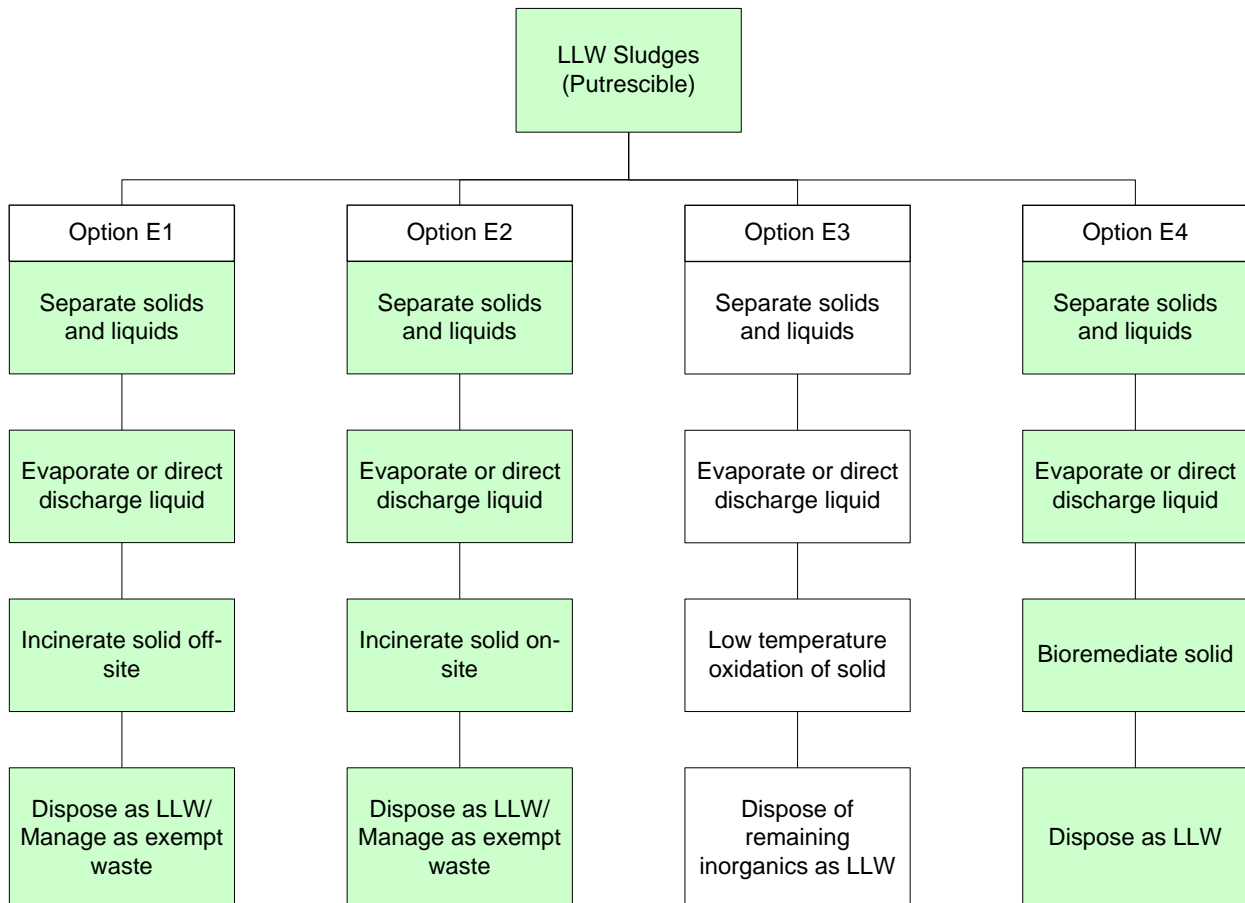 LLW Sludges
(Putrescible)
Option E1
Separate solids
and liquids
Evaporate or direct
discharge liquid
Incinerate solid off-
site
Dispose as LLW/
Manage as exempt
waste
Option E2
Separate solids
and liquids
Evaporate or direct
discharge liquid
Incinerate solid on-
site
Dispose as LLW/
Manage as exempt
waste
Option E3
Separate solids
and liquids
Evaporate or direct
discharge liquid
Low temperature
oxidation of solid
Dispose of
remaining
inorganics as LLW
Option E4
Separate solids
and liquids
Evaporate or direct
discharge liquid
Bioremediate solid
Dispose as LLW